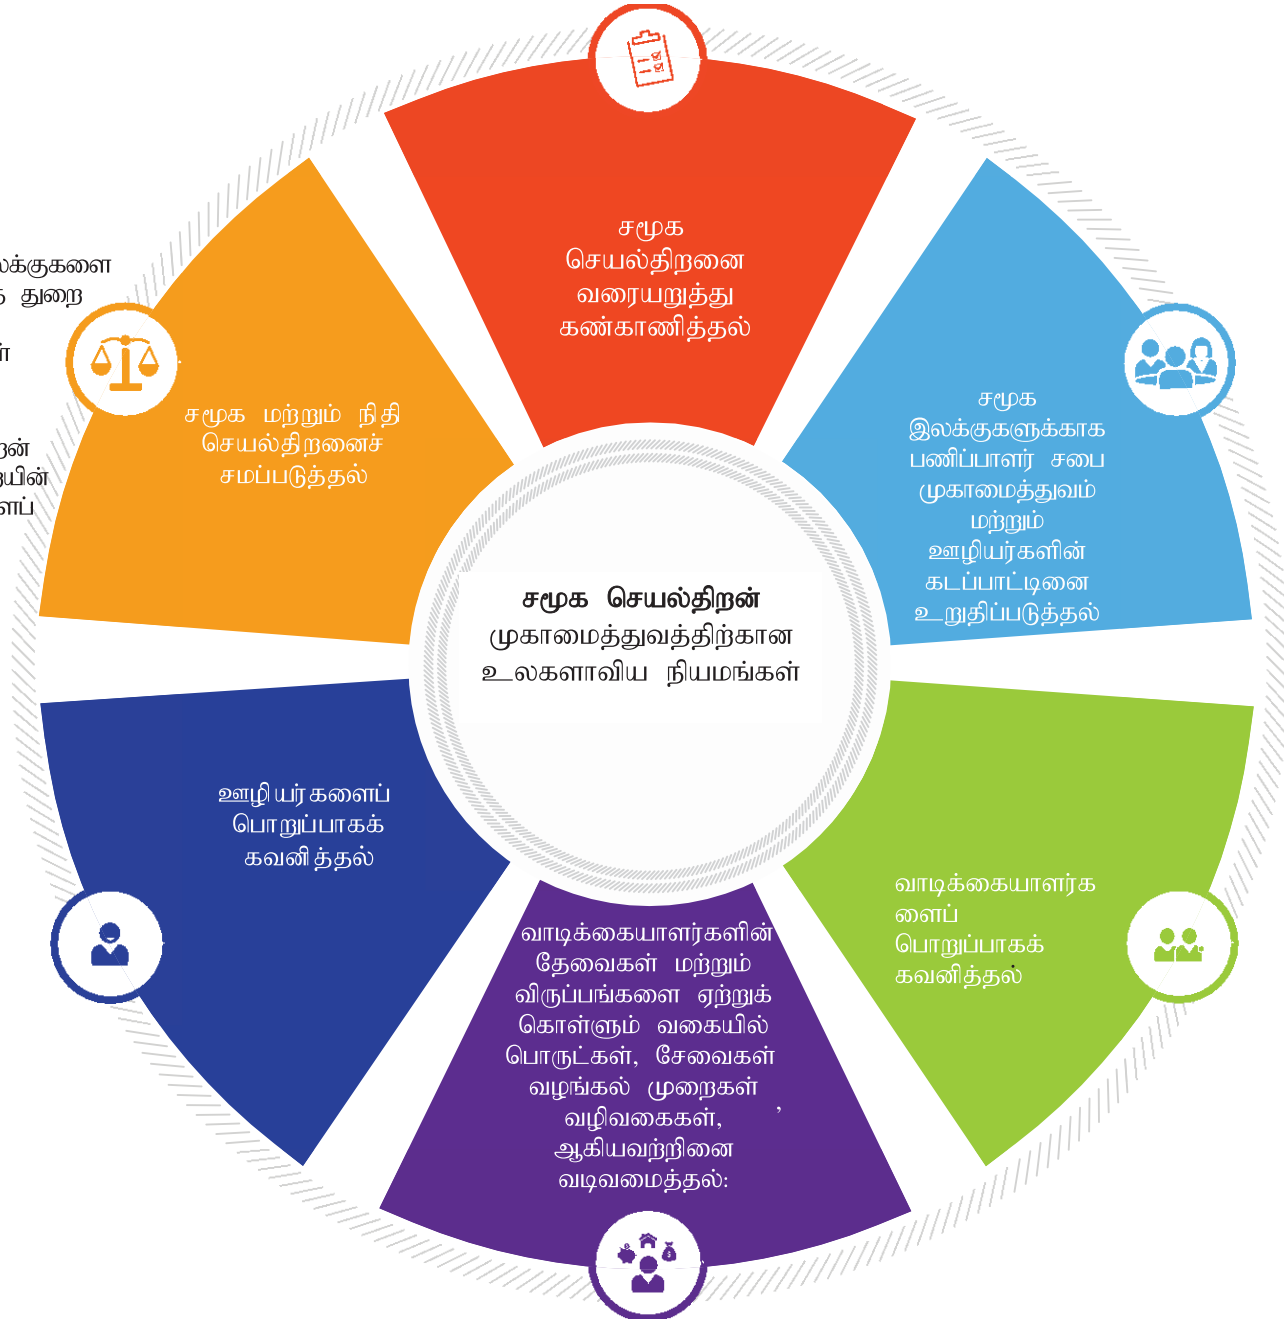 சமூக
செயல்திறனை
வரையறுத்து
கண்காணித்தல்
சமூக
இலக்குகளுக்காக
பணிப்பாளர் சபை
முகாமைத்துவம்
மற்றும்
ஊழியர்களின்
கடப்பாட்டினை
உறுதிப்படுத்தல்
வாடிக்கையாளர்க
ளைப்
பொறுப்பாகக்
கவனித்தல்
வாடிக்கையாளர்களின்
தேவைகள் மற்றும்
விருப்பங்களை ஏற்றுக்
கொள்ளும் வகையில்
பொருட்கள், சேவைகள்
வழங்கல் முறைகள்
வழிவகைகள், ,
ஆகியவற்றினை
வடிவமைத்தல்:
ஊழியர்களைப்
பொறுப்பாகக்
கவனித்தல்
சமூக மற்றும் நிதி
செயல்திறனைச்
சமப்படுத்தல்
சமூக செயல்திறன்
முகாமைத்துவத்திற்கான
உலகளாவிய நியமங்கள்
துறை